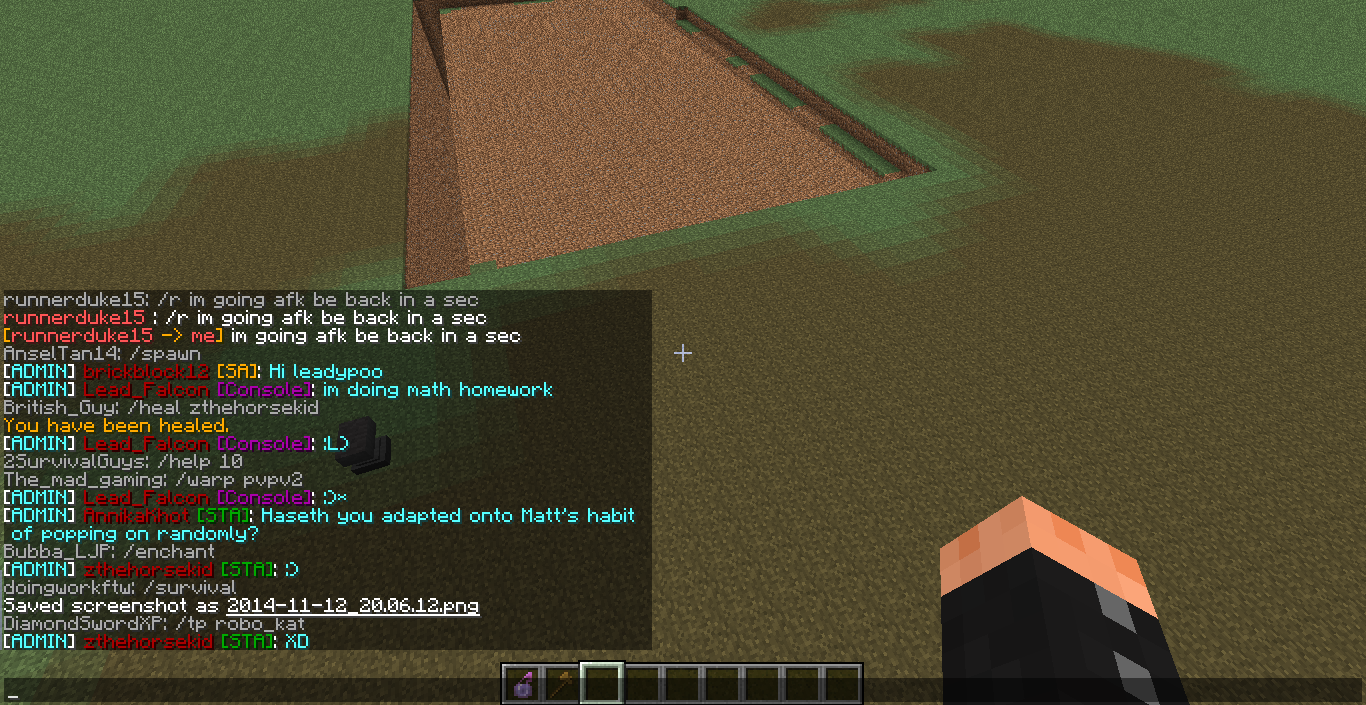 runnerduke15: /r im going afk be back in a sec
runnerduke15 : /r im going afk be back in a sec
[runnerduke15 -> me] im going afk be back in a sec
AnselTan14: /spawn
[ADMIN] brickblock12 [SA]: Hi leadypoo
[ADMIN] Lead_Falcon [Console]: im doing math homework
British_Guy: /heal zthehorsekid
You have been healed.
[ADMIN] Lead_Falcon [Console]: :L)
2SurvivalGuys: /help 10
The_mad_gaming: /warp pvpv2
[ADMIN] Lead_Falcon [Console]: :)*
[ADMIN] AnnikaKhot [STA]: Haseth you adapted onto Matt's habit
of popping on randomly?
Bubba_LJP: /enchant
[ADMIN] zthehorsekid [STA]: :)
doingworkftw: /survival
Saved screenshot as 2014-11-12_20.06.12.png
DiamondSwordXP: /tp robo_kat
[ADMIN] zthehorsekid [STA]: XD
_